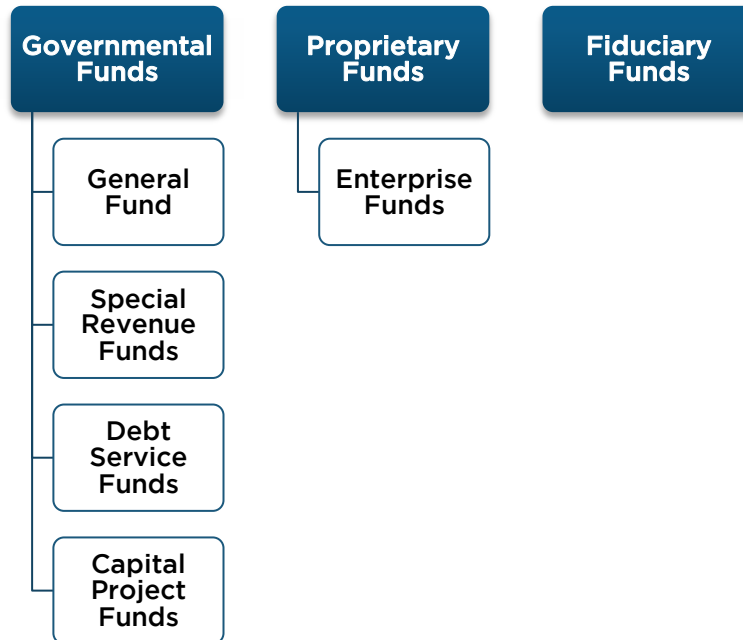 Governmental
Funds
Proprietary
Funds
Fiduciary
Funds
General
Fund
Enterprise
Funds
Special
Revenue
Funds
Debt
Service
Funds
Capital
Project
Funds